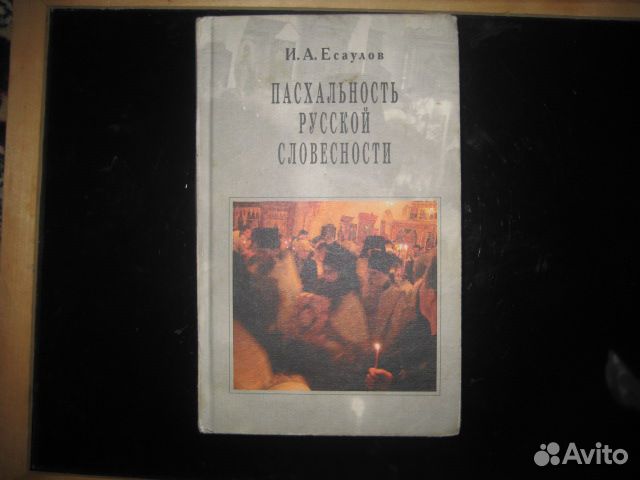 И. А. Есаулов
ПАСХАЛЬНОСТЬ
РУССКОЙ
СЛОВЕСНОСТИ
Avito